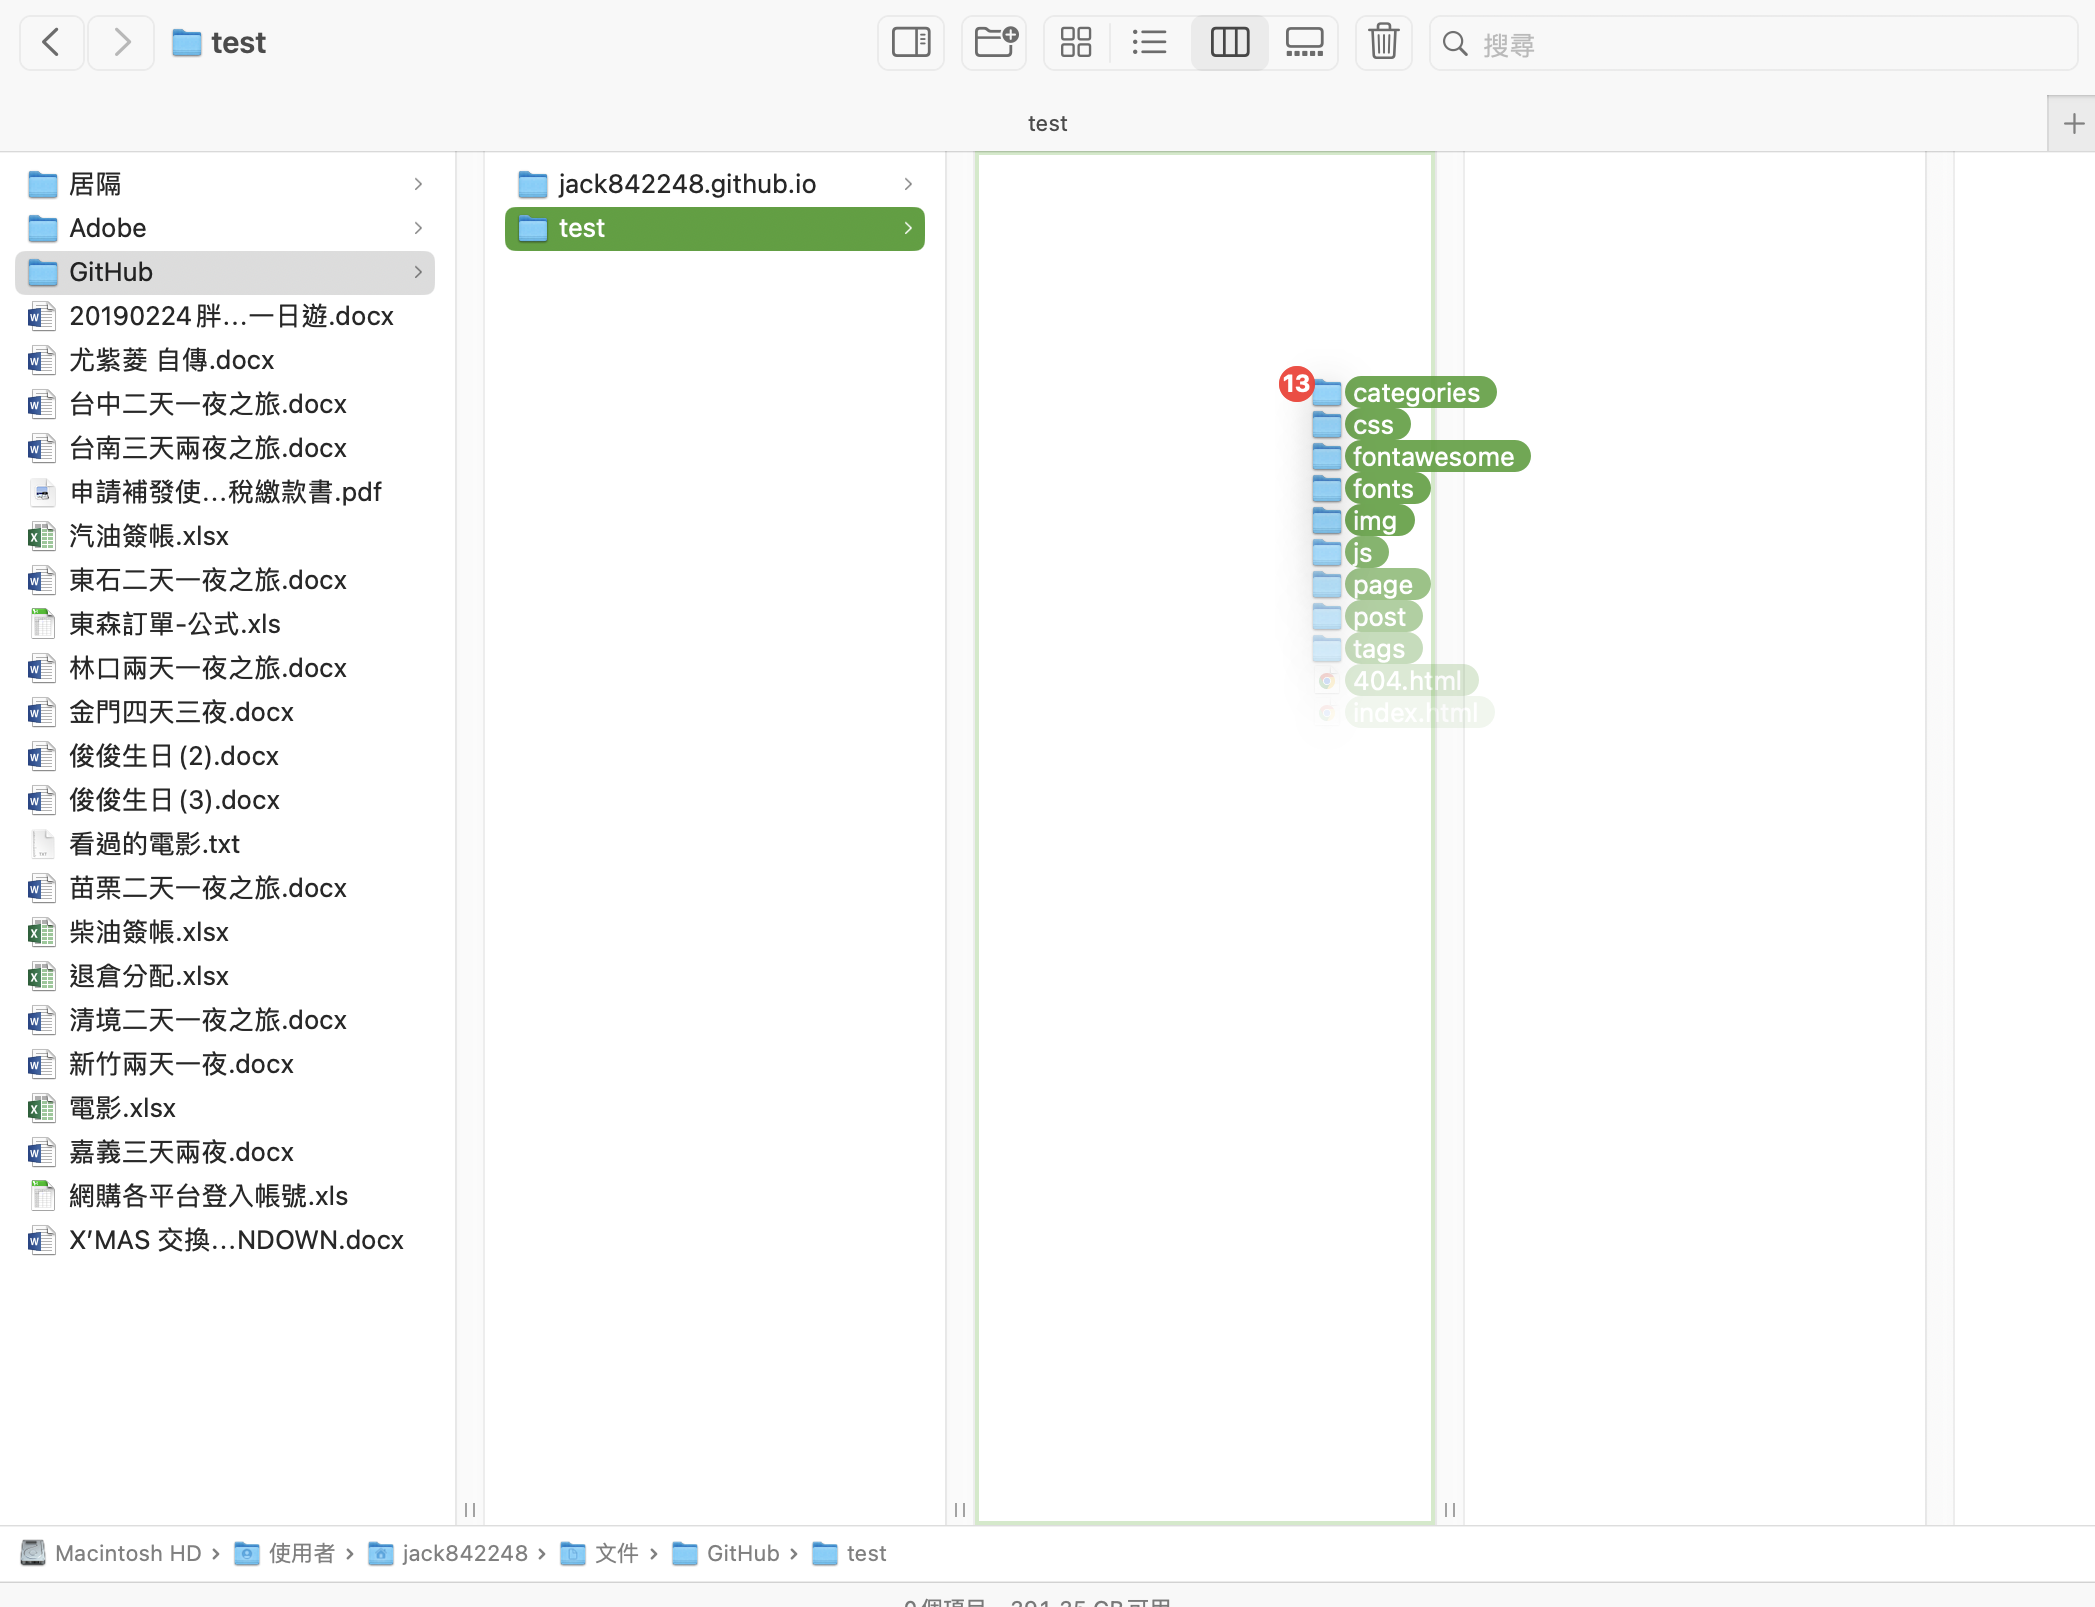 test
搜尋
test
居隔
Adobe
GitHub
20190224胖…一日遊.docx
尤紫菱 自傳.docx
台中二天一夜之旅.docx
台南三天兩夜之旅.docx
申請補發使…稅繳款書.pdf
汽油簽帳.xlsx
東石二天一夜之旅.docx
東森訂單-公式.xls
林口兩天一夜之旅.docx
金門四天三夜.docx
俊俊生日(2).docx
俊俊生日(3).docx
看過的電影.txt
苗栗二天一夜之旅.docx
柴油簽帳.xlsx
退倉分配.xlsx
清境二天一夜之旅.docx
新竹兩天一夜.docx
電影.xlsx
嘉義三天兩夜.docx
網購各平台登入帳號.xls
X’MAS 交換…NDOWN.docx
jack842248.github.io
test
13
categories
css
fontawesome
fonts
img
js
page
post
tags
404.html
index.html
Macintosh HD › 使用者 › jack842248 › 文件 › GitHub › test